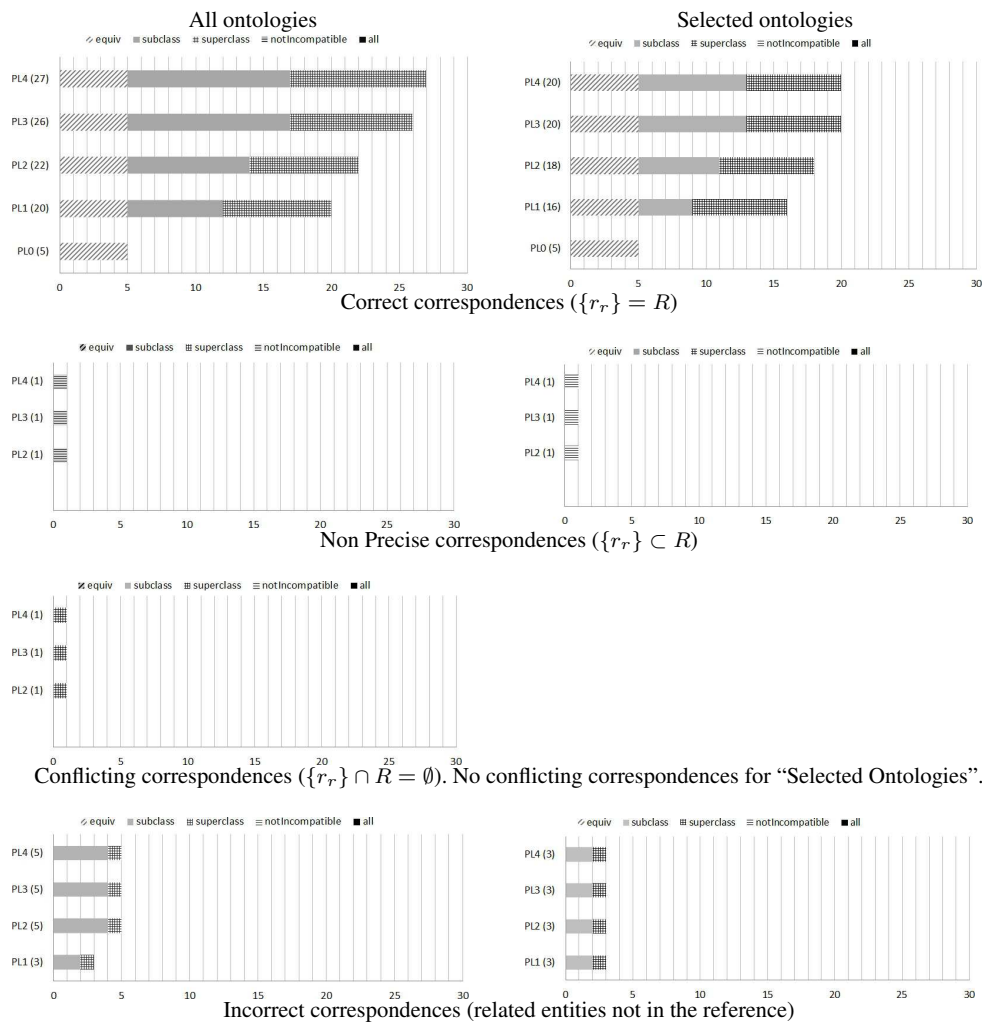 All ontologies
Selected ontologies
equiv subclass superclass notIncompatible all
PL4 (27)
PL3 (26)
PL2 (22)
PL1 (20)
PL0 (5)
0 5 10 15 20 25 30
equiv subclass superclass notIncompatible all
PL4 (20)
PL3 (20)
PL2 (18)
PL1 (16)
PL0 (5)
0 5 10 15 20 25 30
Correct correspondences ({r_r} = R)
equiv subclass superclass notIncompatible all
PL4 (1)
PL3 (1)
PL2 (1)
0 5 10 15 20 25 30
equiv subclass superclass notIncompatible all
PL4 (1)
PL3 (1)
PL2 (1)
0 5 10 15 20 25 30
Non Precise correspondences ({r_r} ⊂ R)
equiv subclass superclass notIncompatible all
PL4 (1)
PL3 (1)
PL2 (1)
0 5 10 15 20 25 30
Conflicting correspondences ({r_r} ∩ R = ∅). No conflicting correspondences for “Selected Ontologies”.
equiv subclass superclass notIncompatible all
PL4 (5)
PL3 (5)
PL2 (5)
PL1 (3)
0 5 10 15 20 25 30
equiv subclass superclass notIncompatible all
PL4 (3)
PL3 (3)
PL2 (3)
PL1 (3)
0 5 10 15 20 25 30
Incorrect correspondences (related entities not in the reference)